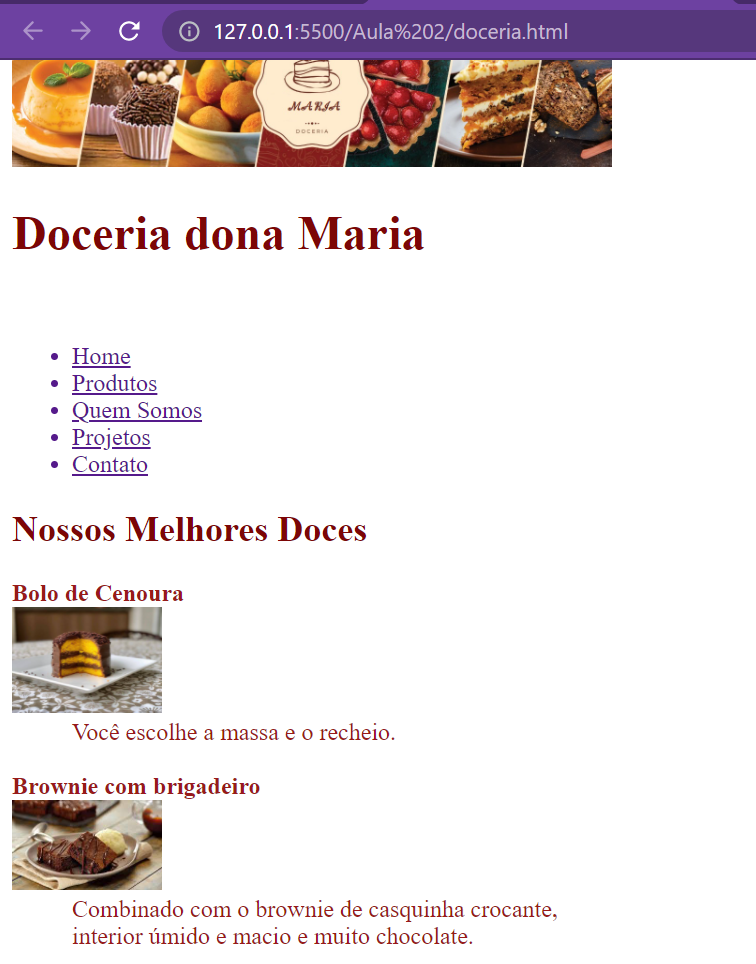 127.0.0.1:5500/Aula%202/doceria.html
MARIA
DOCERIA
Doceria dona Maria
• Home
• Produtos
• Quem Somos
• Projetos
• Contato
Nossos Melhores Doces
Bolo de Cenoura
Você escolhe a massa e o recheio.
Brownie com brigadeiro
Combinado com o brownie de casquinha crocante,
interior úmido e macio e muito chocolate.